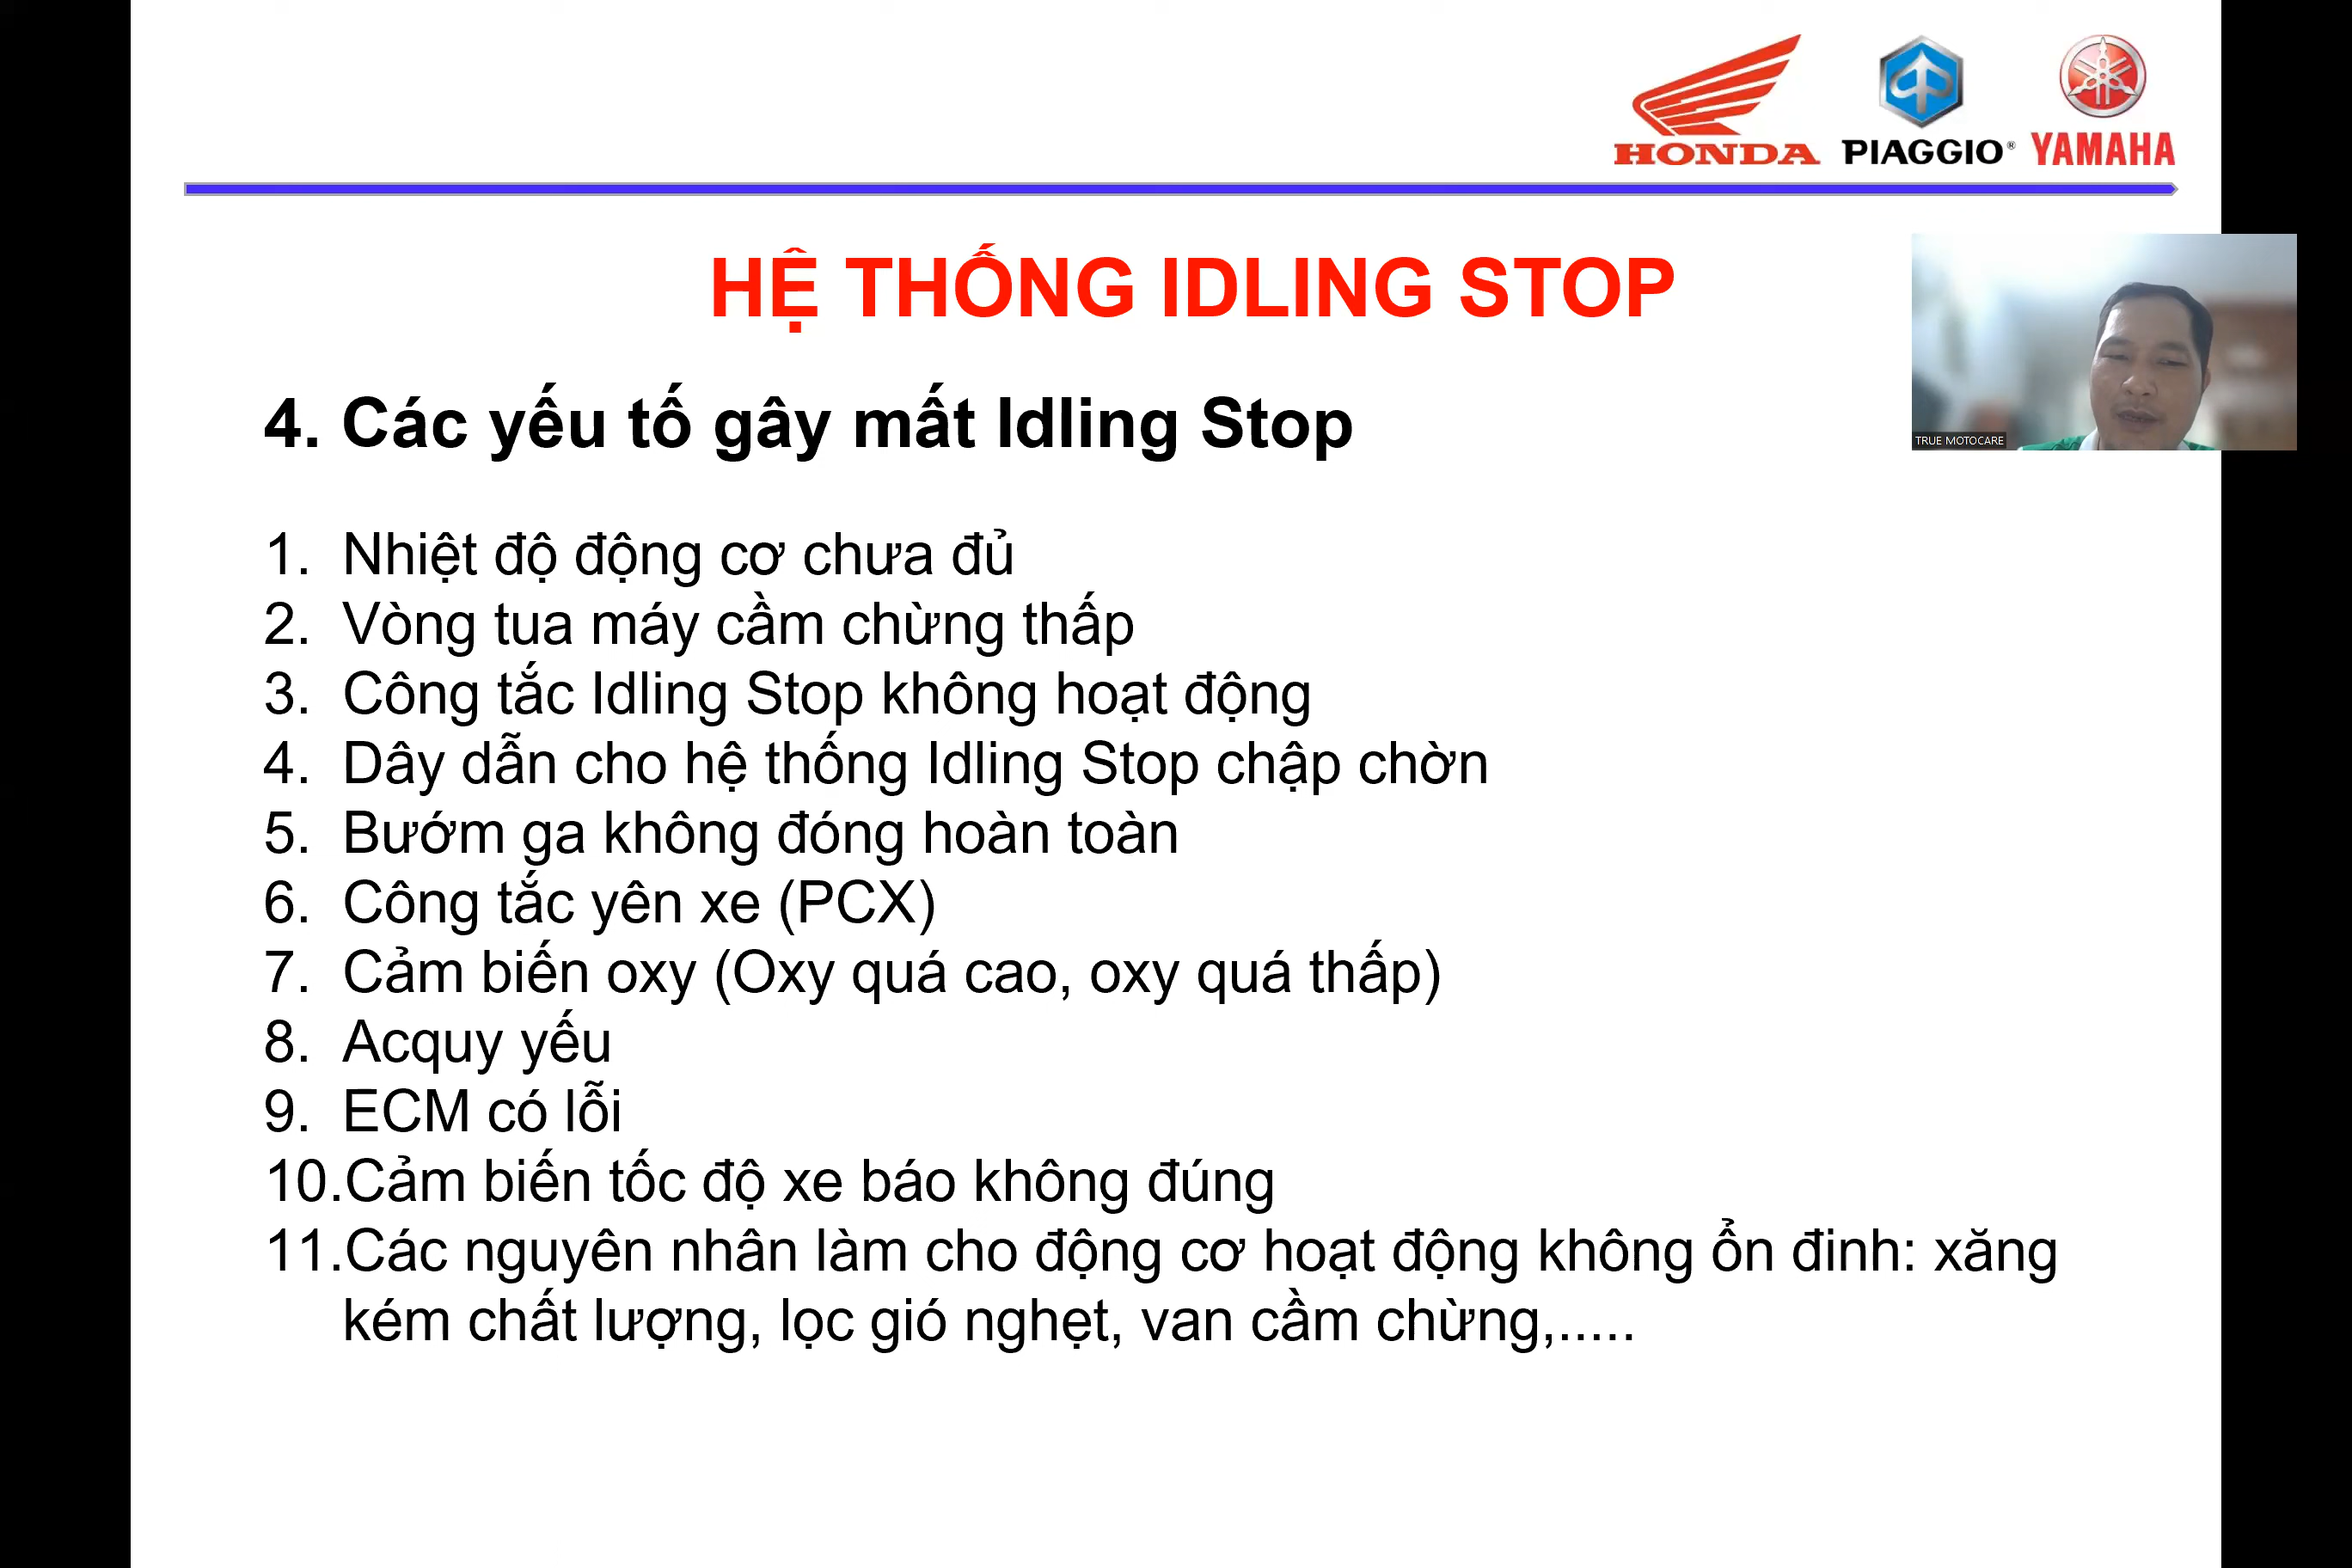 HONDA PIAGGIO® YAMAHA
HỆ THỐNG IDLING STOP
TRUE MOTOCARE
4. Các yếu tố gây mất Idling Stop
1. Nhiệt độ động cơ chưa đủ
2. Vòng tua máy cầm chừng thấp
3. Công tắc Idling Stop không hoạt động
4. Dây dẫn cho hệ thống Idling Stop chập chờn
5. Bướm ga không đóng hoàn toàn
6. Công tắc yên xe (PCX)
7. Cảm biến oxy (Oxy quá cao, oxy quá thấp)
8. Acquy yếu
9. ECM có lỗi
10.Cảm biến tốc độ xe báo không đúng
11.Các nguyên nhân làm cho động cơ hoạt động không ổn đinh: xăng
kém chất lượng, lọc gió nghẹt, van cầm chừng,.....